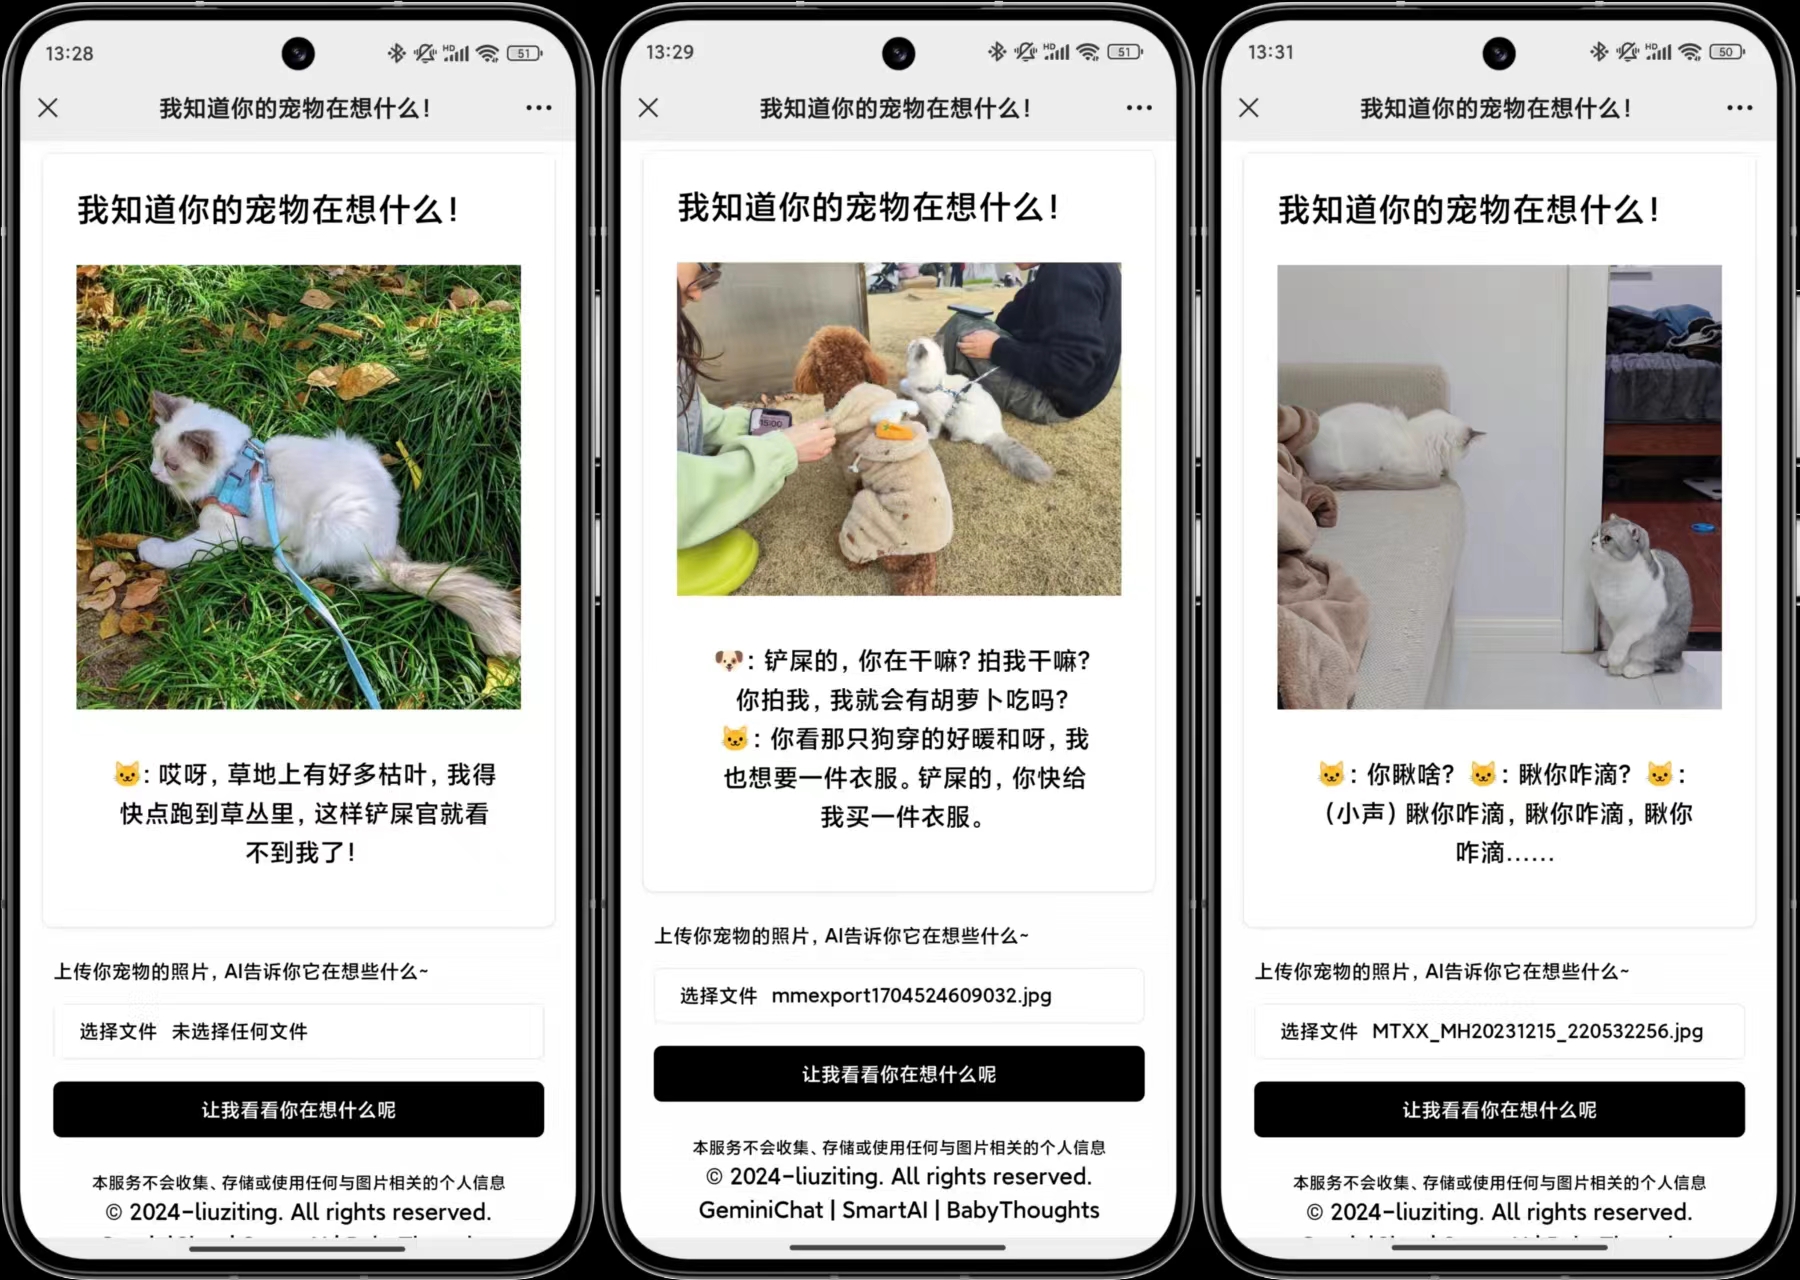 13:28
HD
51
我知道你的宠物在想什么！
我知道你的宠物在想什么！
🐱：哎呀，草地上有好多枯叶，我得
快点跑到草丛里，这样铲屎官就看
不到我了！
上传你宠物的照片，AI告诉你它在想些什么~
选择文件 未选择任何文件
让我看看你在想什么呢
本服务不会收集、存储或使用任何与图片相关的个人信息
© 2024-liuziting. All rights reserved.
13:29
HD
51
我知道你的宠物在想什么！
我知道你的宠物在想什么！
15:00
🐶：铲屎的，你在干嘛？拍我干嘛？
你拍我，我就会有胡萝卜吃吗？
🐱：你看那只狗穿的好暖和呀，我
也想要一件衣服。铲屎的，你快给
我买一件衣服。
上传你宠物的照片，AI告诉你它在想些什么~
选择文件 mmexport1704524609032.jpg
让我看看你在想什么呢
本服务不会收集、存储或使用任何与图片相关的个人信息
© 2024-liuziting. All rights reserved.
GeminiChat | SmartAI | BabyThoughts
13:31
HD
50
我知道你的宠物在想什么！
我知道你的宠物在想什么！
🐱：你瞅啥？🐱：瞅你咋滴？🐱：
（小声）瞅你咋滴，瞅你咋滴，瞅你
咋滴……
上传你宠物的照片，AI告诉你它在想些什么~
选择文件 MTXX_MH20231215_220532256.jpg
让我看看你在想什么呢
本服务不会收集、存储或使用任何与图片相关的个人信息
© 2024-liuziting. All rights reserved.